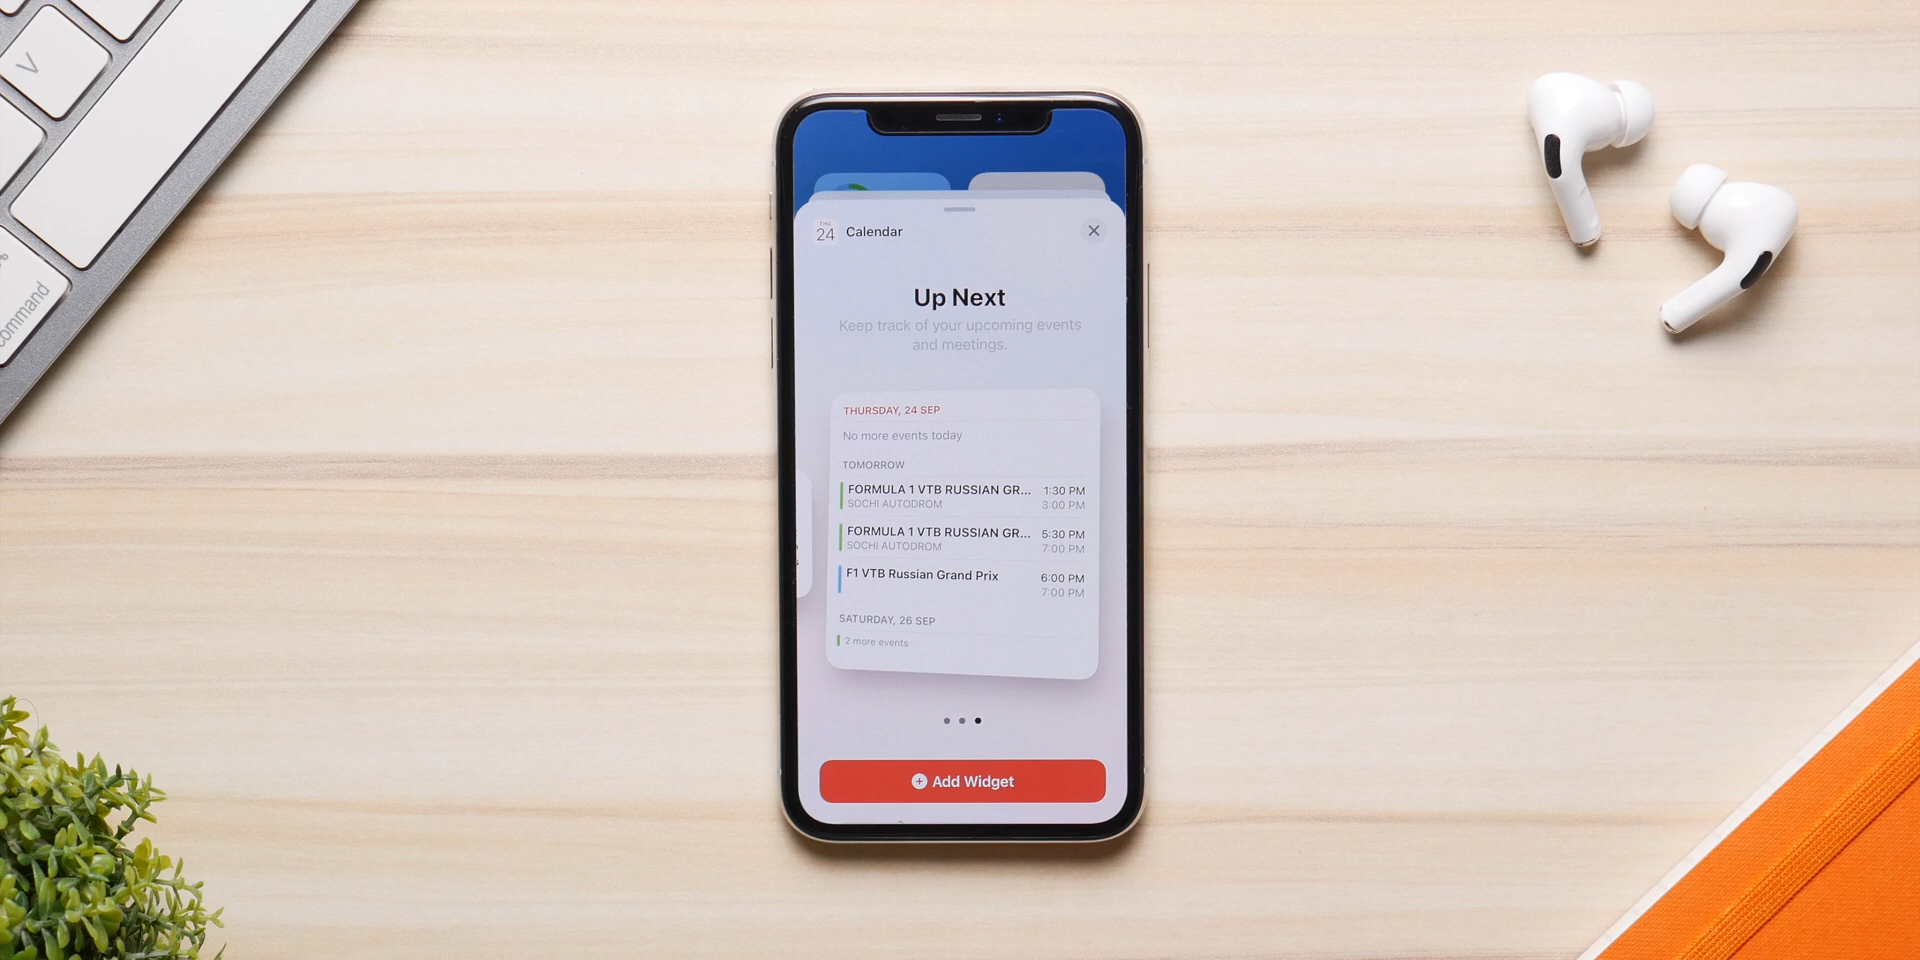 V
command
THU
24
Calendar
Up Next
Keep track of your upcoming events
and meetings.
THURSDAY, 24 SEP
No more events today
TOMORROW
FORMULA 1 VTB RUSSIAN GR... 1:30 PM
SOCHI AUTODROM 3:00 PM
FORMULA 1 VTB RUSSIAN GR... 5:30 PM
SOCHI AUTODROM 7:00 PM
F1 VTB Russian Grand Prix 6:00 PM
7:00 PM
SATURDAY, 26 SEP
2 more events
Add Widget